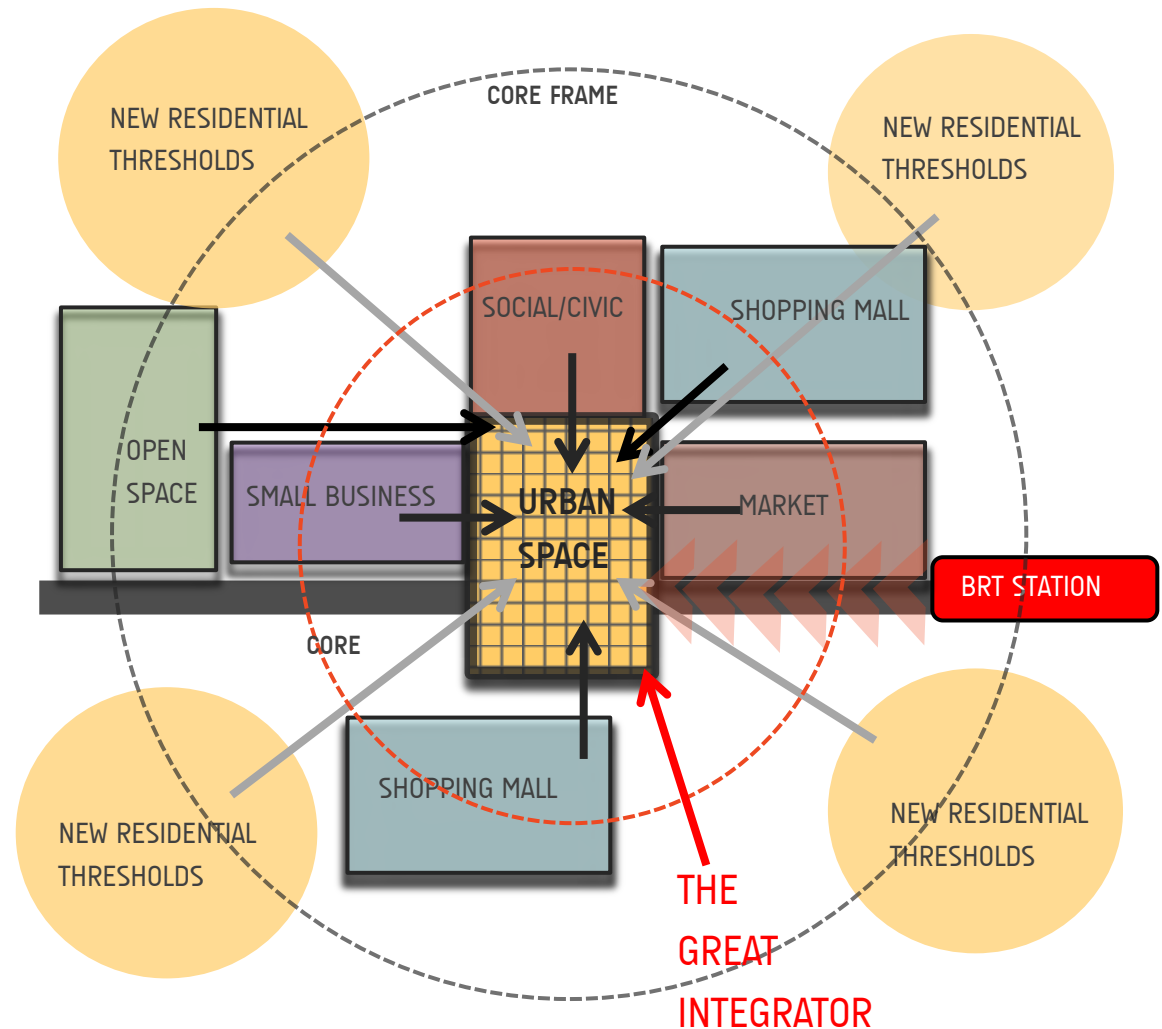 CORE FRAME
NEW RESIDENTIAL
THRESHOLDS
NEW RESIDENTIAL
THRESHOLDS
SOCIAL/CIVIC
SHOPPING MALL
OPEN
SPACE
SMALL BUSINESS
URBAN
SPACE
MARKET
BRT STATION
CORE
SHOPPING MALL
NEW RESIDENTIAL
THRESHOLDS
NEW RESIDENTIAL
THRESHOLDS
THE
GREAT
INTEGRATOR